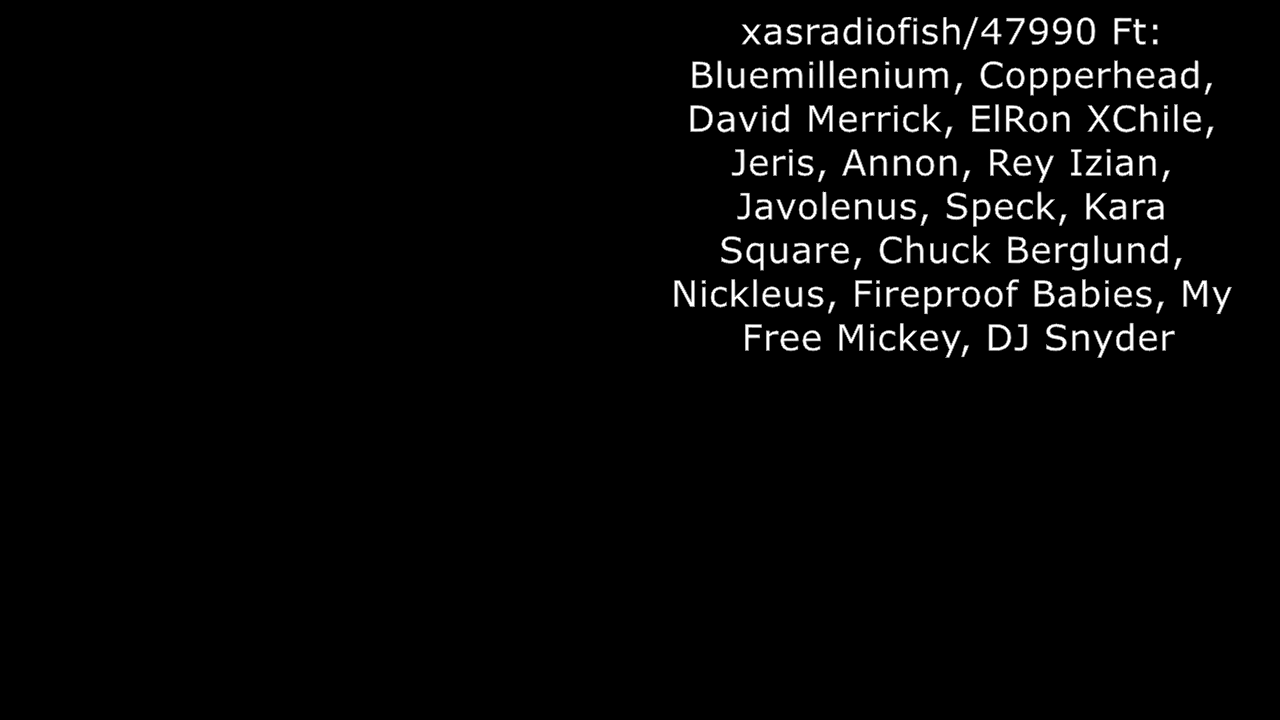 xasradiofish/47990 Ft:
Bluemillenium, Copperhead,
David Merrick, ElRon XChile,
Jeris, Annon, Rey Izian,
Javolenus, Speck, Kara
Square, Chuck Berglund,
Nickleus, Fireproof Babies, My
Free Mickey, DJ Snyder